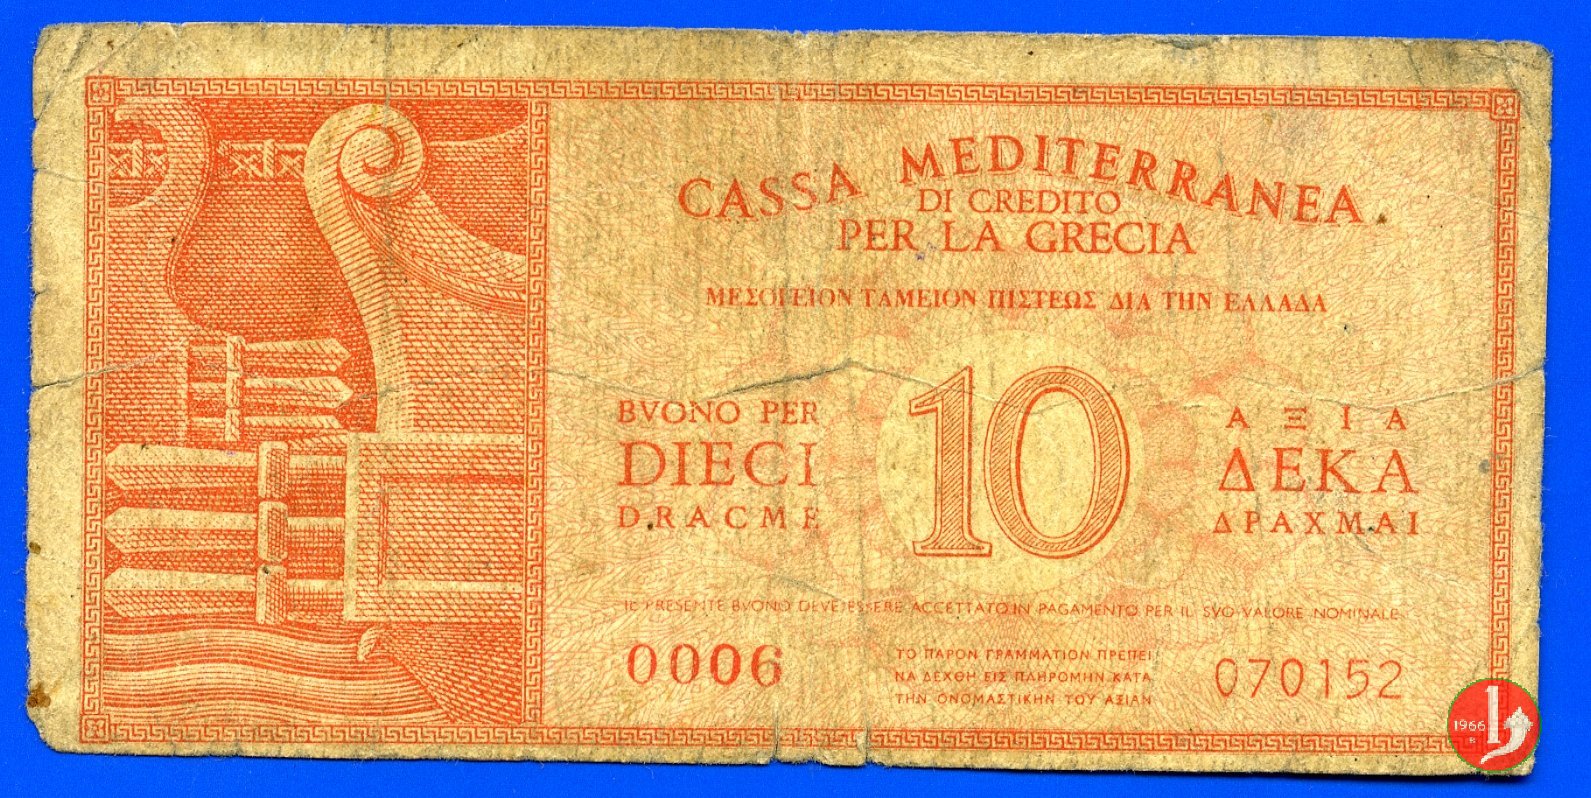 CASSA MEDITERRANEA
DI CREDITO
PER LA GRECIA
ΜΕΣΟΓΕΙΟΝ ΤΑΜΕΙΟΝ ΠΙΣΤΕΩΣ ΔΙΑ ΤΗΝ ΕΛΛΑΔΑ
BVONO PER
DIECI
DRACME
10
ΑΞΙΑ
ΔΕΚΑ
ΔΡΑΧΜΑΙ
IL PRESENTE BVONO DEVE ESSERE ACCETTATO IN PAGAMENTO PER IL SVO VALORE NOMINALE
0006
ΤΟ ΠΑΡΟΝ ΓΡΑΜΜΑΤΙΟΝ ΠΡΕΠΕΙ
ΝΑ ΔΕΧΘΗ ΕΙΣ ΠΛΗΡΟΜΗΝ ΚΑΤΑ
ΤΗΝ ΟΝΟΜΑΣΤΙΚΗΝ ΤΟΥ ΑΞΙΑΝ
070152
1966